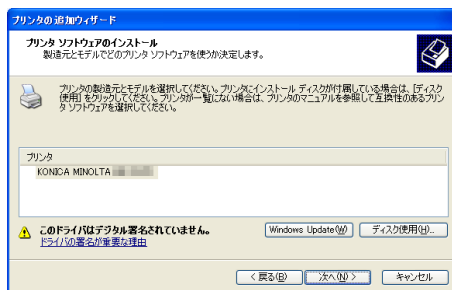 プリンタの追加ウィザード
プリンタ ソフトウェアのインストール
製造元とモデルでどのプリンタ ソフトウェアを使うか決定します。
プリンタの製造元とモデルを選択してください。プリンタにインストール ディスクが付属している場合は、[ディスク
使用] をクリックしてください。プリンタが一覧にない場合は、プリンタのマニュアルを参照して互換性のあるプリン
タ ソフトウェアを選択してください。
プリンタ
KONICA MINOLTA
このドライバはデジタル署名されていません。
Windows Update(W)
ディスク使用(H)...
ドライバの署名が重要な理由
< 戻る(B)
次へ(N) >
キャンセル